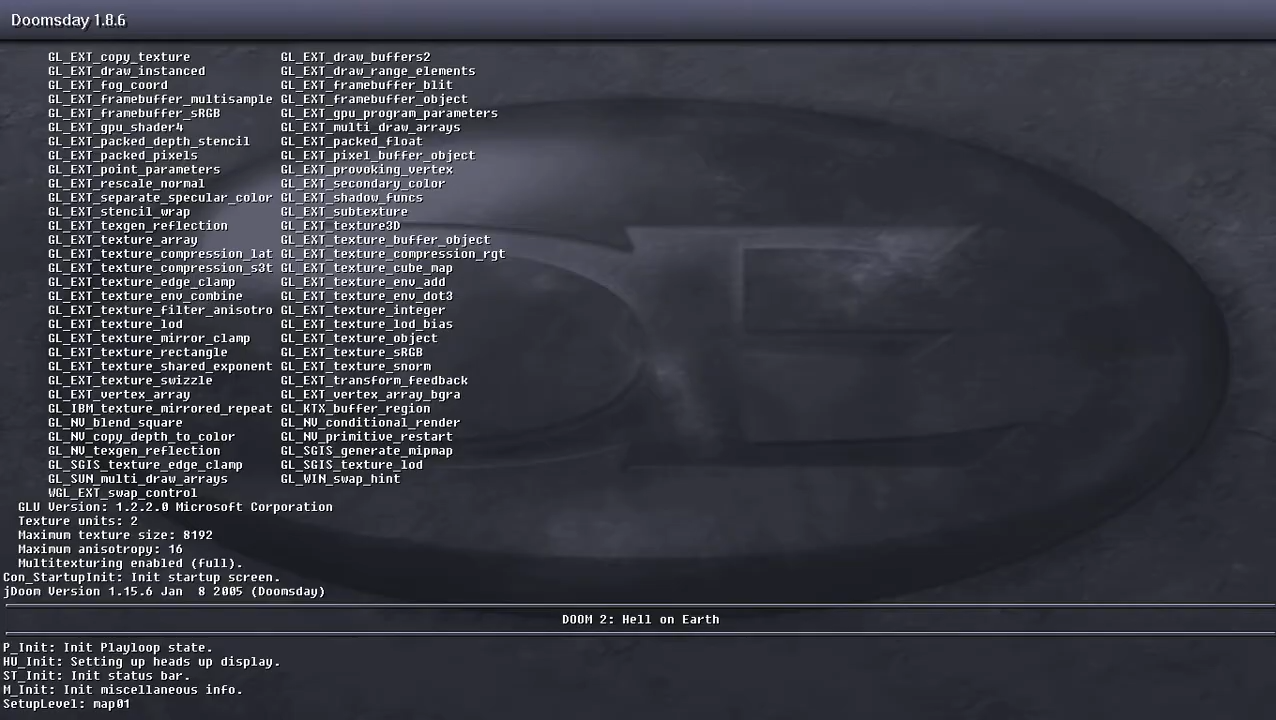 Doomsday 1.8.6
GL_EXT_copy_texture GL_EXT_draw_buffers2
GL_EXT_draw_instanced GL_EXT_draw_range_elements
GL_EXT_fog_coord GL_EXT_framebuffer_blit
GL_EXT_framebuffer_multisample GL_EXT_framebuffer_object
GL_EXT_framebuffer_sRGB GL_EXT_gpu_program_parameters
GL_EXT_gpu_shader4 GL_EXT_multi_draw_arrays
GL_EXT_packed_depth_stencil GL_EXT_packed_float
GL_EXT_packed_pixels GL_EXT_pixel_buffer_object
GL_EXT_point_parameters GL_EXT_provoking_vertex
GL_EXT_rescale_normal GL_EXT_secondary_color
GL_EXT_separate_specular_color GL_EXT_shadow_funcs
GL_EXT_stencil_wrap GL_EXT_subtexture
GL_EXT_texgen_reflection GL_EXT_texture3D
GL_EXT_texture_array GL_EXT_texture_buffer_object
GL_EXT_texture_compression_lat GL_EXT_texture_compression_rgt
GL_EXT_texture_compression_s3t GL_EXT_texture_cube_map
GL_EXT_texture_edge_clamp GL_EXT_texture_env_add
GL_EXT_texture_env_combine GL_EXT_texture_env_dot3
GL_EXT_texture_filter_anisotro GL_EXT_texture_integer
GL_EXT_texture_lod GL_EXT_texture_lod_bias
GL_EXT_texture_mirror_clamp GL_EXT_texture_object
GL_EXT_texture_rectangle GL_EXT_texture_sRGB
GL_EXT_texture_shared_exponent GL_EXT_texture_snorm
GL_EXT_texture_swizzle GL_EXT_transform_feedback
GL_EXT_vertex_array GL_EXT_vertex_array_bgra
GL_IBM_texture_mirrored_repeat GL_KTX_buffer_region
GL_NV_blend_square GL_NV_conditional_render
GL_NV_copy_depth_to_color GL_NV_primitive_restart
GL_NV_texgen_reflection GL_SGIS_generate_mipmap
GL_SGIS_texture_edge_clamp GL_SGIS_texture_lod
GL_SUN_multi_draw_arrays GL_WIN_swap_hint
WGL_EXT_swap_control
GLU Version: 1.2.2.0 Microsoft Corporation
Texture units: 2
Maximum texture size: 8192
Maximum anisotropy: 16
Multitexturing enabled (full).
Con_StartupInit: Init startup screen.
jDoom Version 1.15.6 Jan  8 2005 (Doomsday)
DOOM 2: Hell on Earth
P_Init: Init Playloop state.
HU_Init: Setting up heads up display.
ST_Init: Init status bar.
M_Init: Init miscellaneous info.
SetupLevel: map01